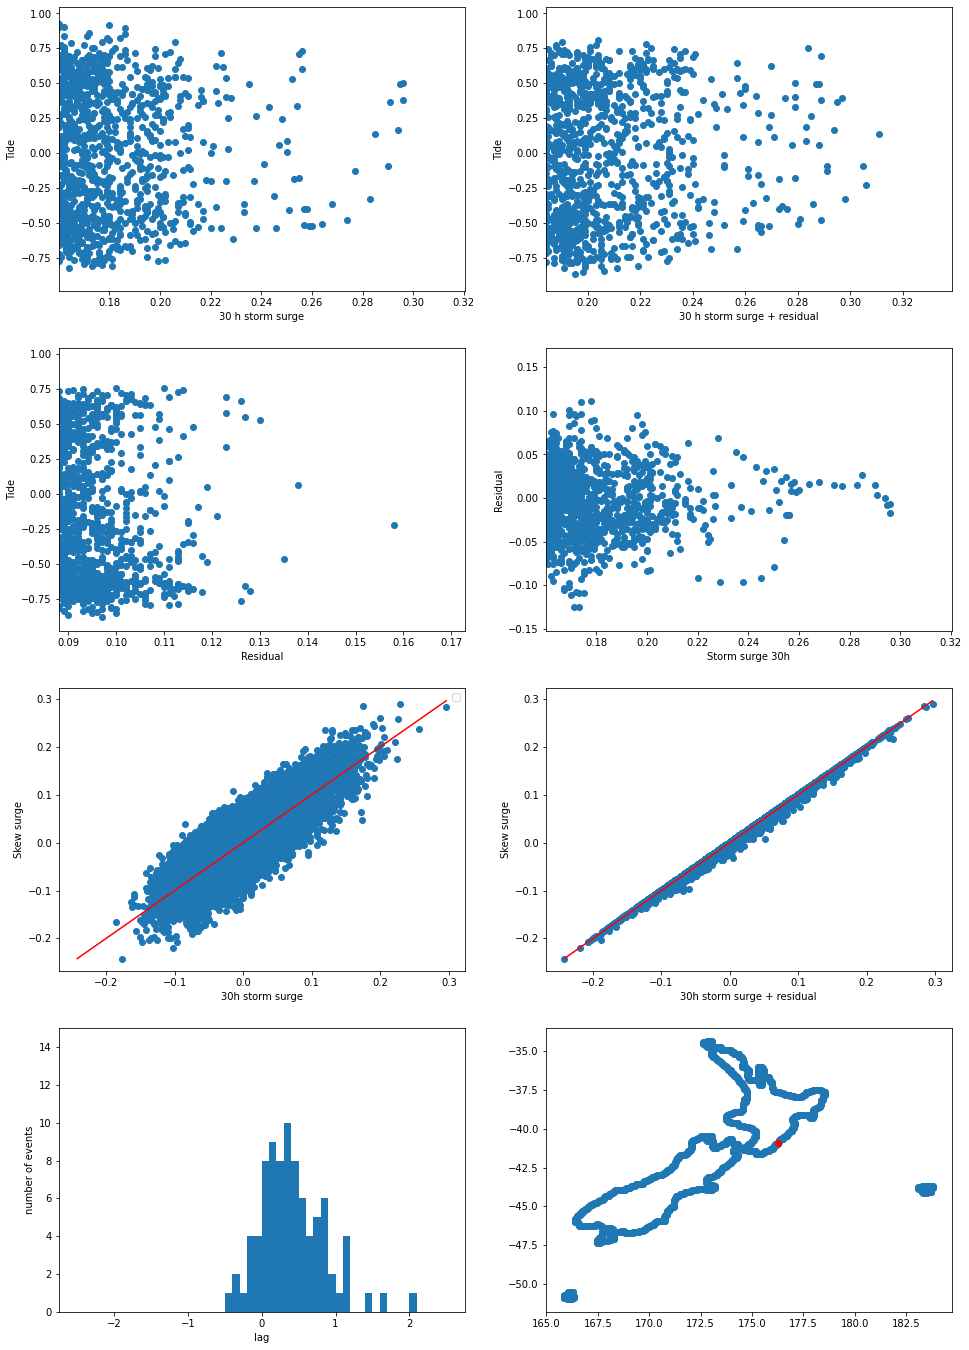 1.00
0.75
0.50
0.25
0.00
−0.25
−0.50
−0.75
Tide
0.18 0.20 0.22 0.24 0.26 0.28 0.30 0.32
30 h storm surge
1.00
0.75
0.50
0.25
0.00
−0.25
−0.50
−0.75
Tide
0.20 0.22 0.24 0.26 0.28 0.30 0.32
30 h storm surge + residual
1.00
0.75
0.50
0.25
0.00
−0.25
−0.50
−0.75
Tide
0.09 0.10 0.11 0.12 0.13 0.14 0.15 0.16 0.17
Residual
0.15
0.10
0.05
0.00
−0.05
−0.10
−0.15
Residual
0.18 0.20 0.22 0.24 0.26 0.28 0.30 0.32
Storm surge 30h
0.3
0.2
0.1
0.0
−0.1
−0.2
Skew surge
−0.2 −0.1 0.0 0.1 0.2 0.3
30h storm surge
0.3
0.2
0.1
0.0
−0.1
−0.2
Skew surge
−0.2 −0.1 0.0 0.1 0.2 0.3
30h storm surge + residual
14
12
10
8
6
4
2
0
number of events
−2 −1 0 1 2
lag
−35.0
−37.5
−40.0
−42.5
−45.0
−47.5
−50.0
165.0 167.5 170.0 172.5 175.0 177.5 180.0 182.5